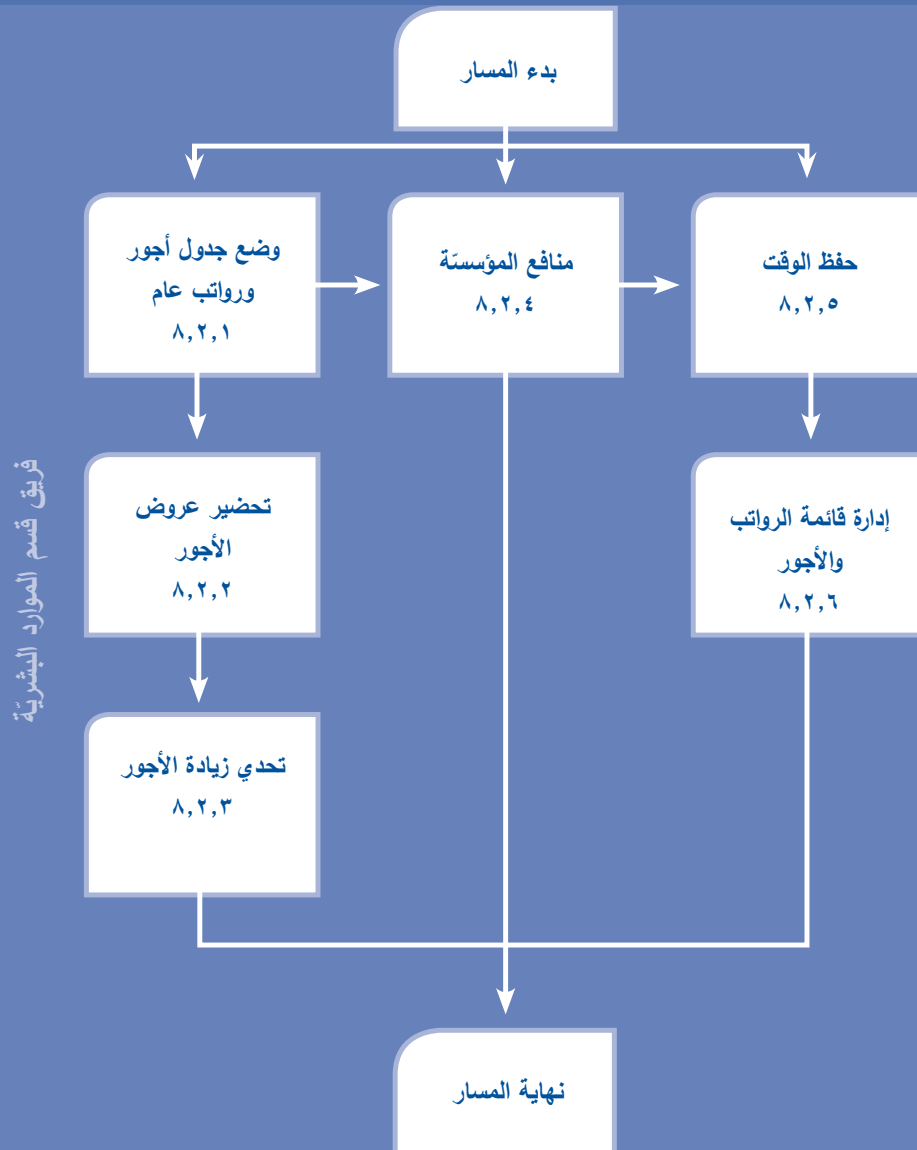 بدء المسار
وضع جدول أجور
ورواتب عام
٨,٢,١
منافع المؤسسّة
٨,٢,٤
حفظ الوقت
٨,٢,٥
تحضير عروض
الأجور
٨,٢,٢
إدارة قائمة الرواتب
والأجور
٨,٢,٦
تحدي زيادة الأجور
٨,٢,٣
نهاية المسار
فريق قسم الموارد البشريّة